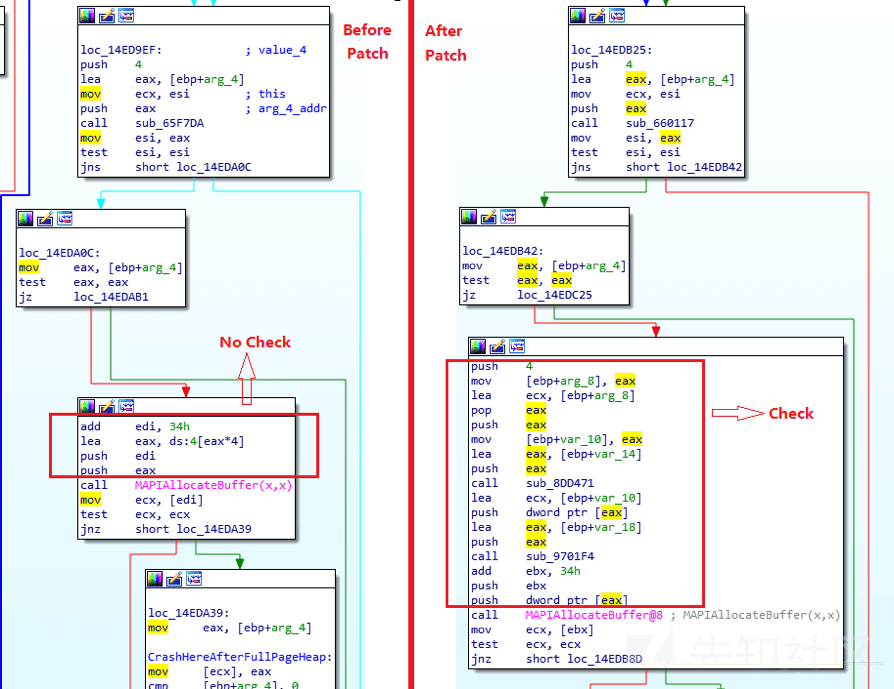 Before
Patch
loc_14ED9EF: ; value_4
push 4
lea eax, [ebp+arg_4]
mov ecx, esi ; this
push eax ; arg_4_addr
call sub_65F7DA
mov esi, eax
test esi, esi
jns short loc_14EDA0C
loc_14EDA0C:
mov eax, [ebp+arg_4]
test eax, eax
jz loc_14EDAB1
No Check
add edi, 34h
lea eax, ds:4[eax*4]
push edi
push eax
call MAPIAllocateBuffer(x,x)
mov ecx, [edi]
test ecx, ecx
jnz short loc_14EDA39
loc_14EDA39:
mov eax, [ebp+arg_4]
CrashHereAfterFullPageHeap:
mov [ecx], eax
cmp [ebp+arg_4], 0
After
Patch
loc_14EDB25:
push 4
lea eax, [ebp+arg_4]
mov ecx, esi
push eax
call sub_660117
mov esi, eax
test esi, esi
jns short loc_14EDB42
loc_14EDB42:
mov eax, [ebp+arg_4]
test eax, eax
jz loc_14EDC25
push 4
mov [ebp+arg_8], eax
lea ecx, [ebp+arg_8]
pop eax
push eax
mov [ebp+var_10], eax
lea eax, [ebp+var_14]
push eax
call sub_8DD471
lea ecx, [ebp+var_10]
push dword ptr [eax]
lea eax, [ebp+var_18]
push eax
call sub_9701F4
add ebx, 34h
push ebx
push dword ptr [eax]
call MAPIAllocateBuffer@8 ; MAPIAllocateBuffer(x,x)
mov ecx, [ebx]
test ecx, ecx
jnz short loc_14EDB8D
Check
先知社区